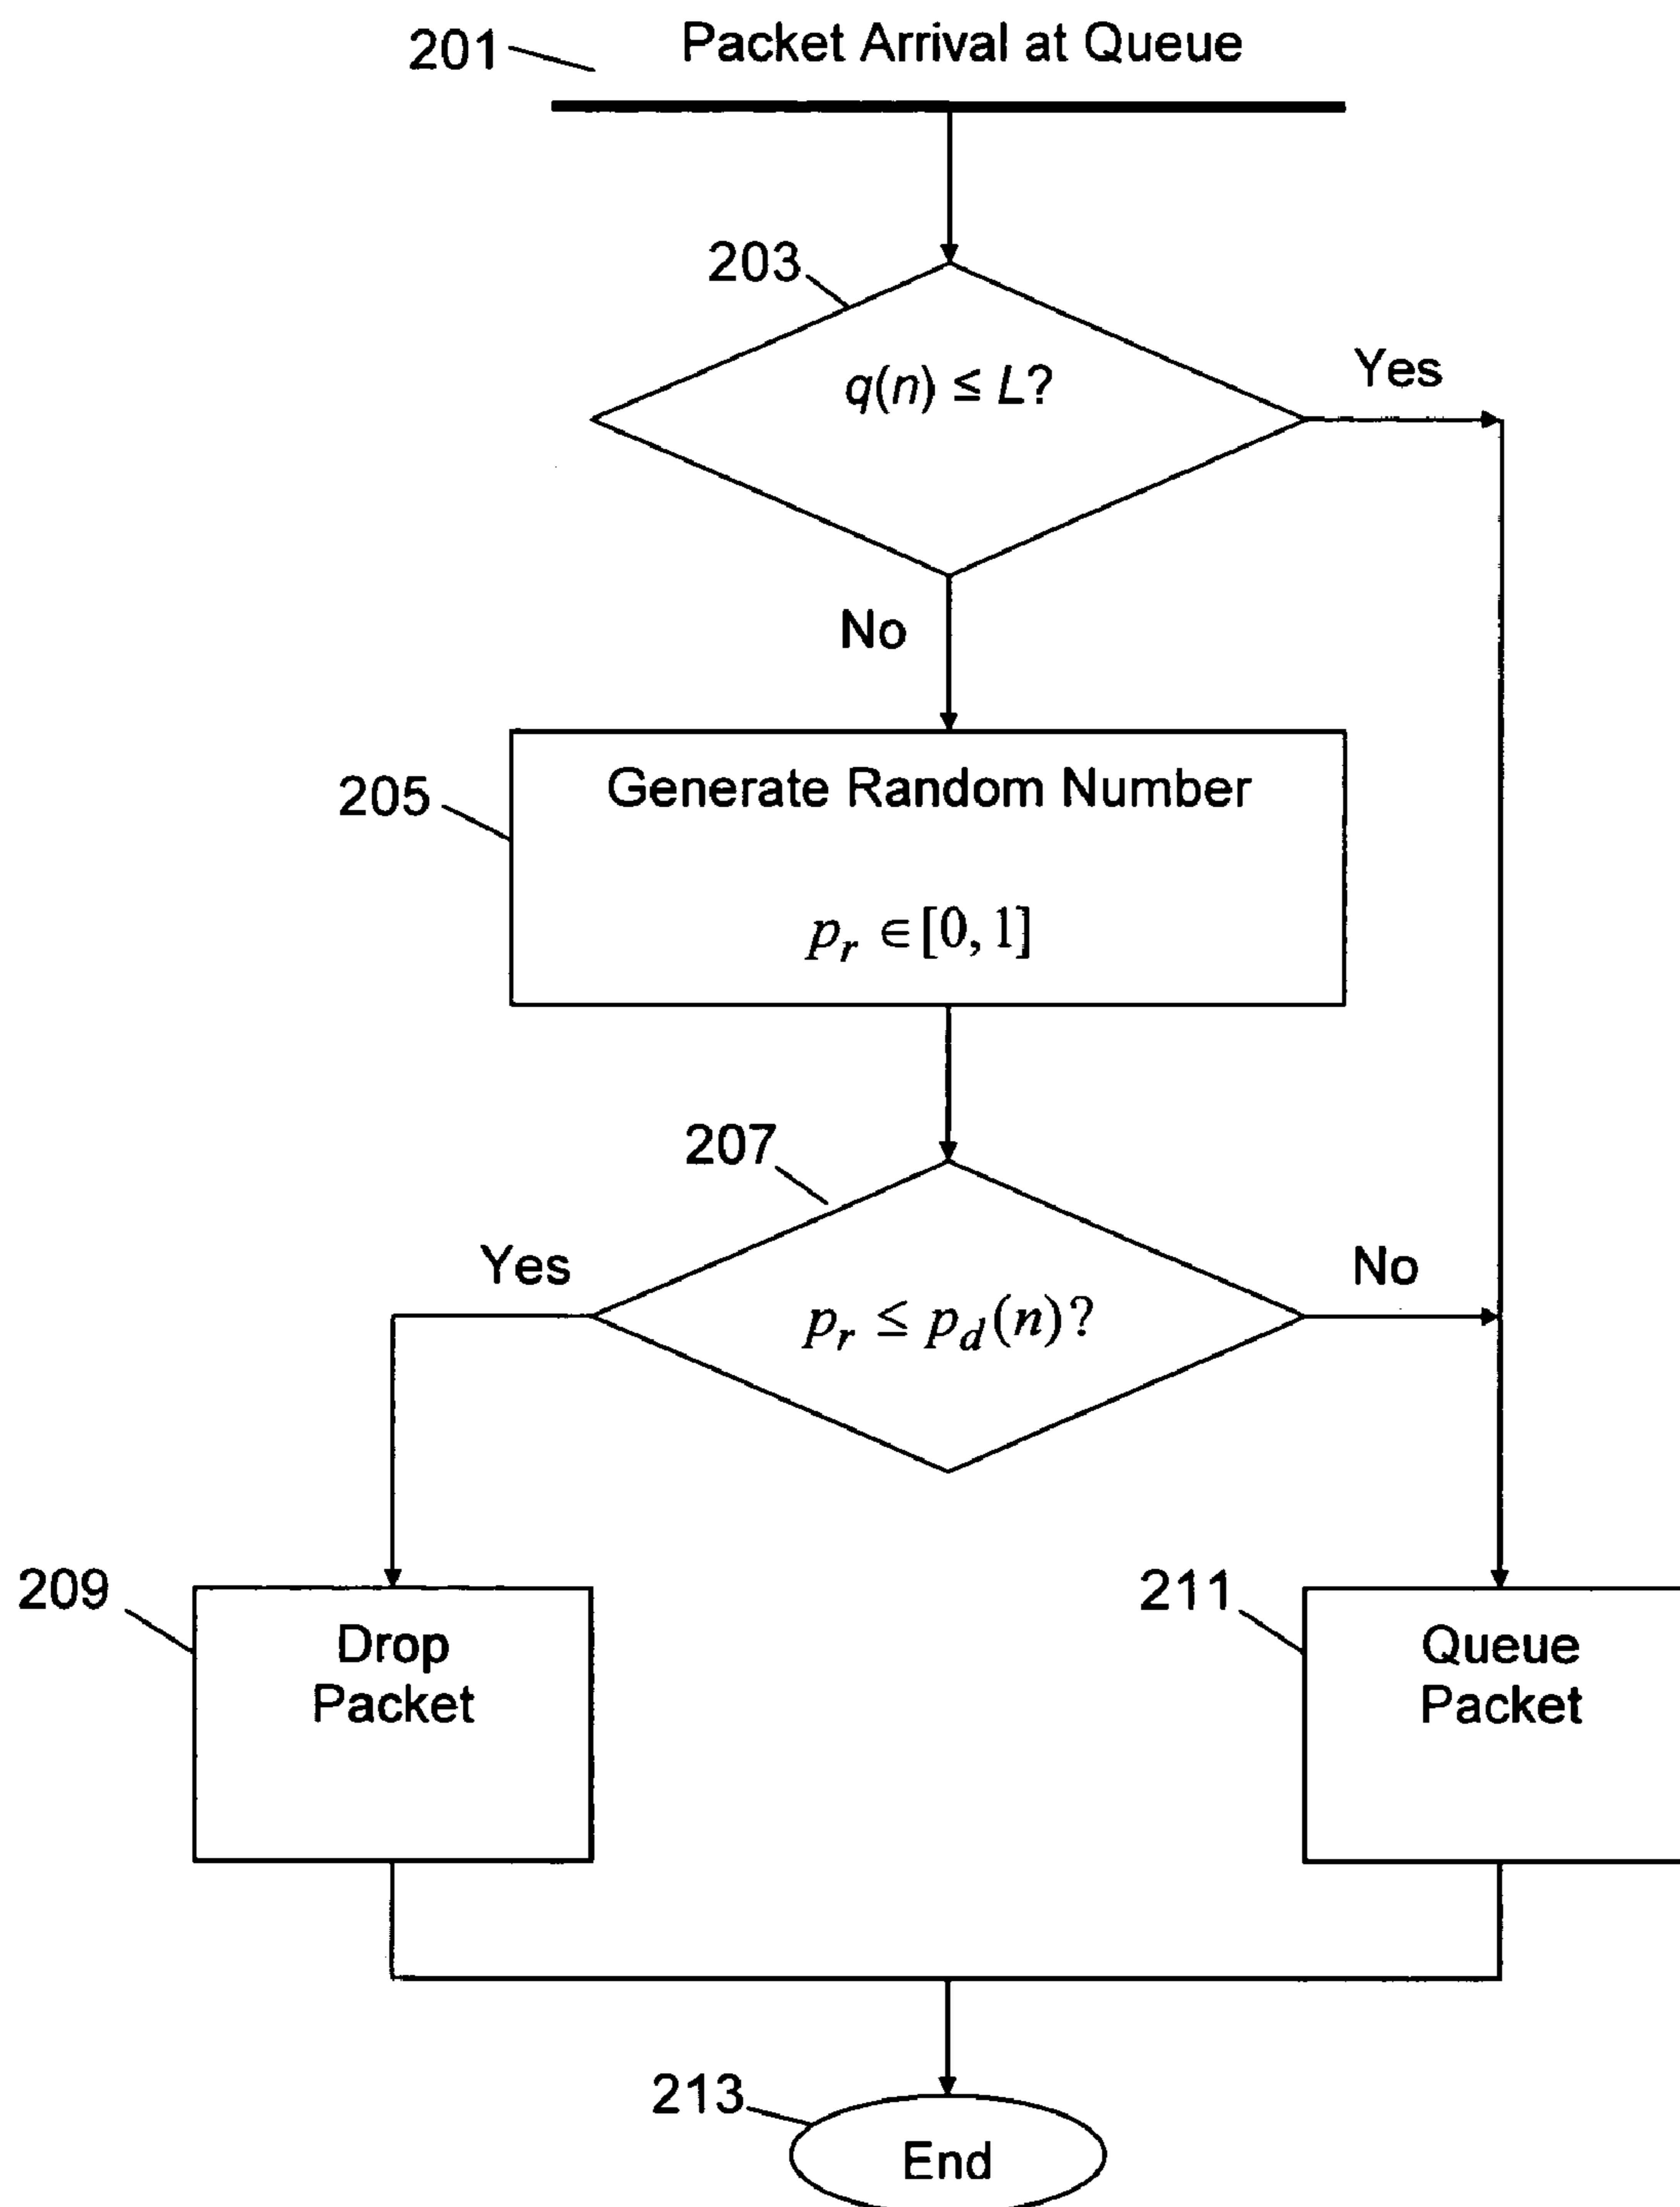 201
Packet Arrival at Queue
203
q(n) ≤ L?
Yes
No
205
Generate Random Number
p_r ∈[0, 1]
207
Yes
No
p_r ≤ p_d(n)?
209
Drop
Packet
211
Queue
Packet
213
End